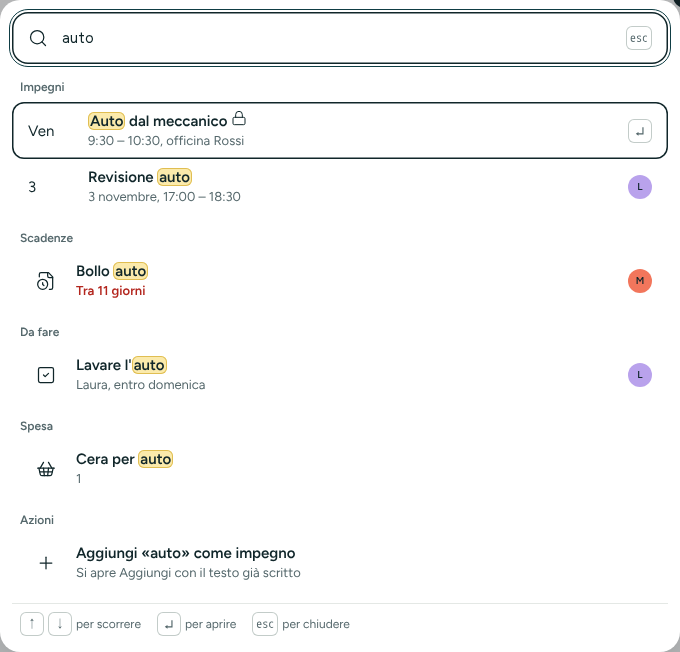 auto
esc
Impegni
Ven
Auto dal meccanico
9:30 – 10:30, officina Rossi
↵
3
Revisione auto
3 novembre, 17:00 – 18:30
L
Scadenze
Bollo auto
Tra 11 giorni
M
Da fare
Lavare l'auto
Laura, entro domenica
L
Spesa
Cera per auto
1
Azioni
Aggiungi «auto» come impegno
Si apre Aggiungi con il testo già scritto
↑ ↓ per scorrere ↵ per aprire esc per chiudere